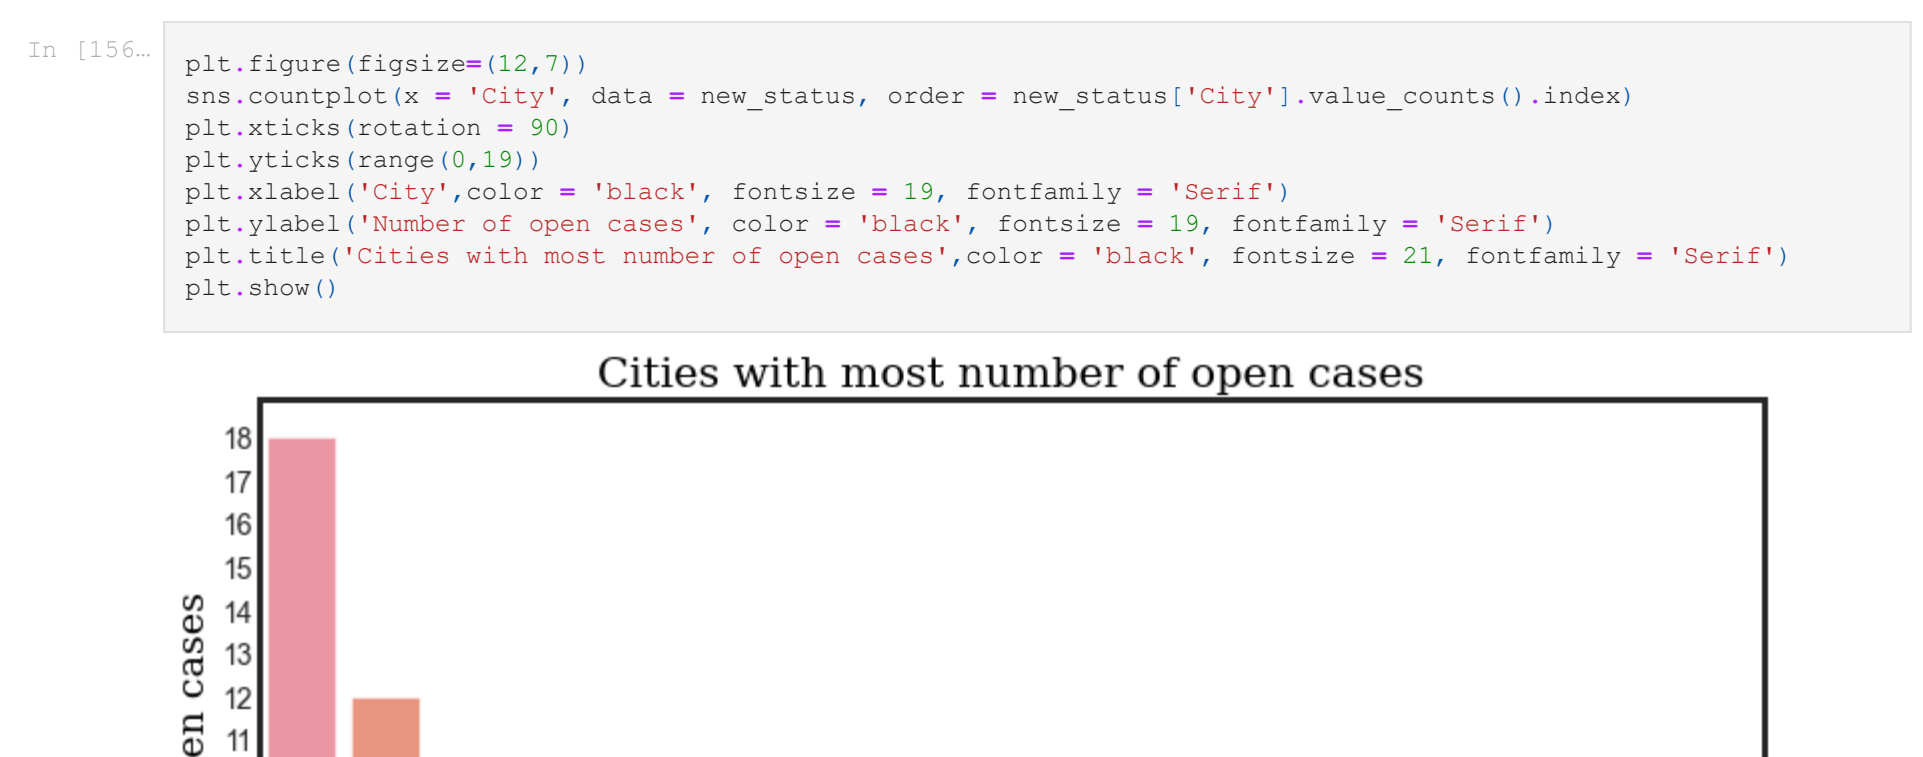 In [156…
plt.figure(figsize=(12,7))
sns.countplot(x = 'City', data = new_status, order = new_status['City'].value_counts().index)
plt.xticks(rotation = 90)
plt.yticks(range(0,19))
plt.xlabel('City',color = 'black', fontsize = 19, fontfamily = 'Serif')
plt.ylabel('Number of open cases', color = 'black', fontsize = 19, fontfamily = 'Serif')
plt.title('Cities with most number of open cases',color = 'black', fontsize = 21, fontfamily = 'Serif')
plt.show()
Cities with most number of open cases
18
17
16
15
14
13
12
11
en cases